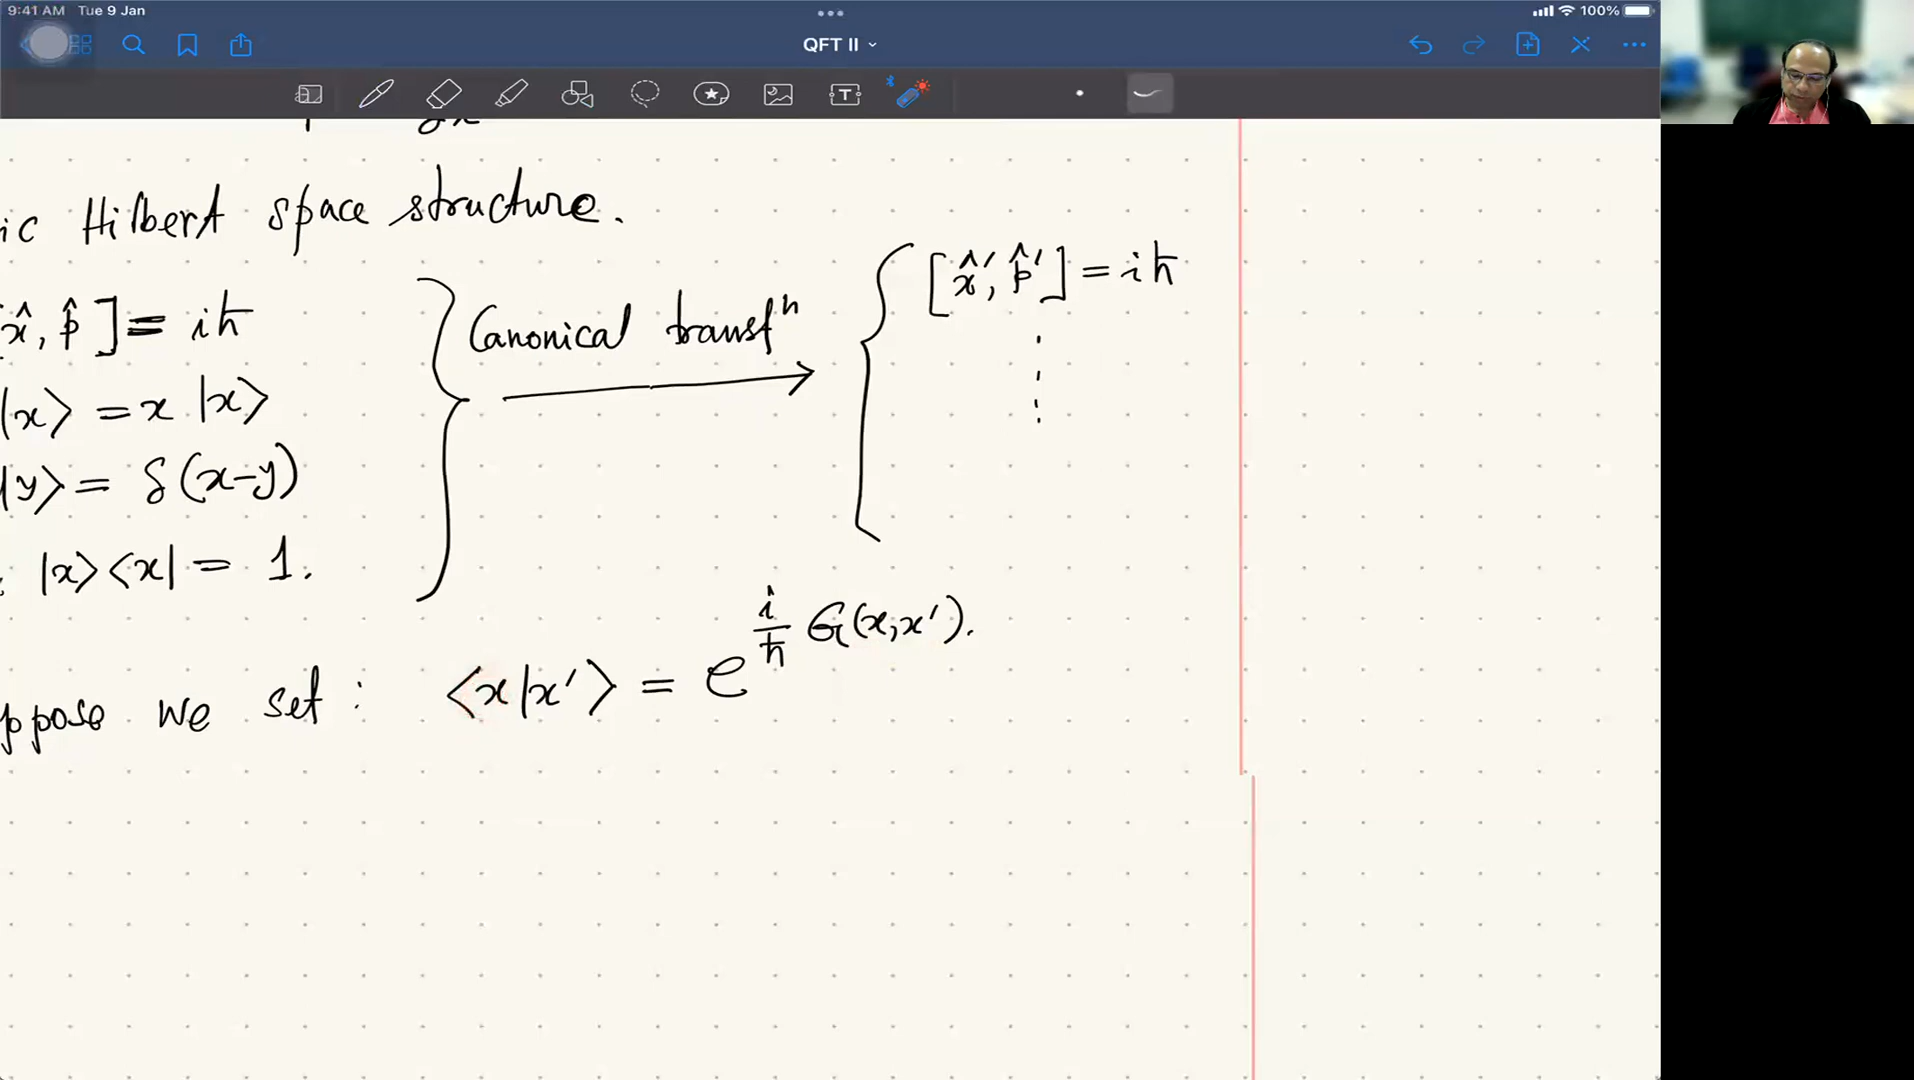 9:41 AM Tue 9 Jan
100%
QFT II
ic Hilbert space structure.
[x̂, p̂] = iħ
|x⟩ = x |x⟩
|y⟩ = δ(x-y)
|x⟩⟨x| = 1.
Canonical transfⁿ
[x̂', p̂'] = iħ
ppose we set : ⟨x|x'⟩ = e^{i/ħ G(x,x')}.